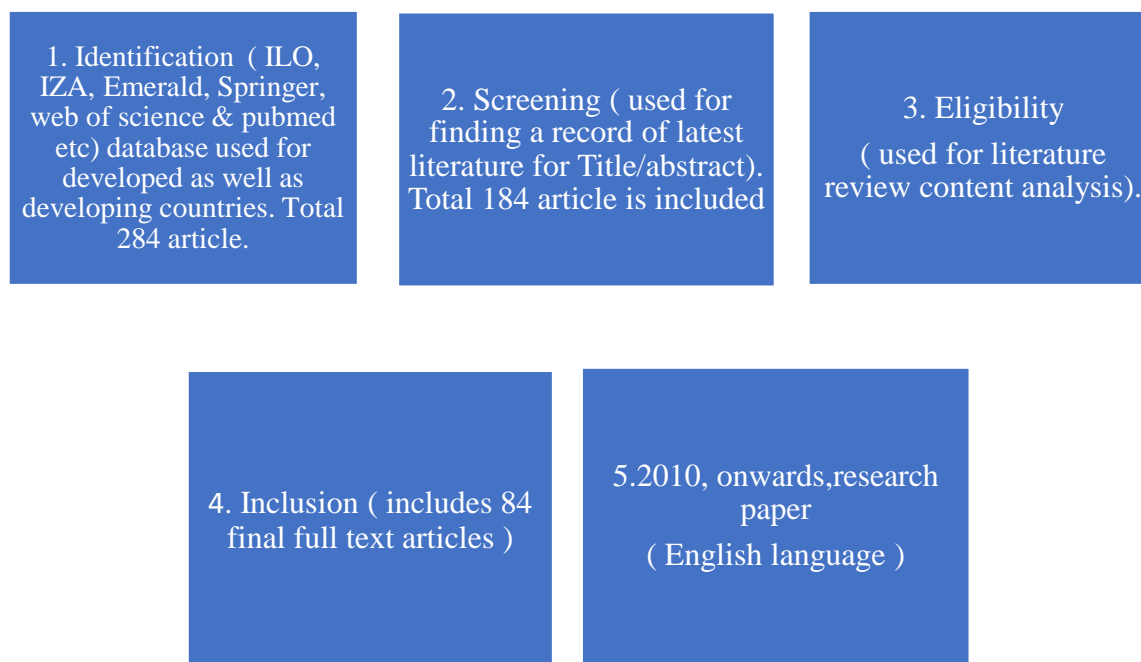 1. Identification ( ILO,
IZA, Emerald, Springer,
web of science & pubmed
etc) database used for
developed as well as
developing countries. Total
284 article.
2. Screening ( used for
finding a record of latest
literature for Title/abstract).
Total 184 article is included
3. Eligibility
( used for literature
review content analysis).
4. Inclusion ( includes 84
final full text articles )
5.2010, onwards,research
paper
( English language )